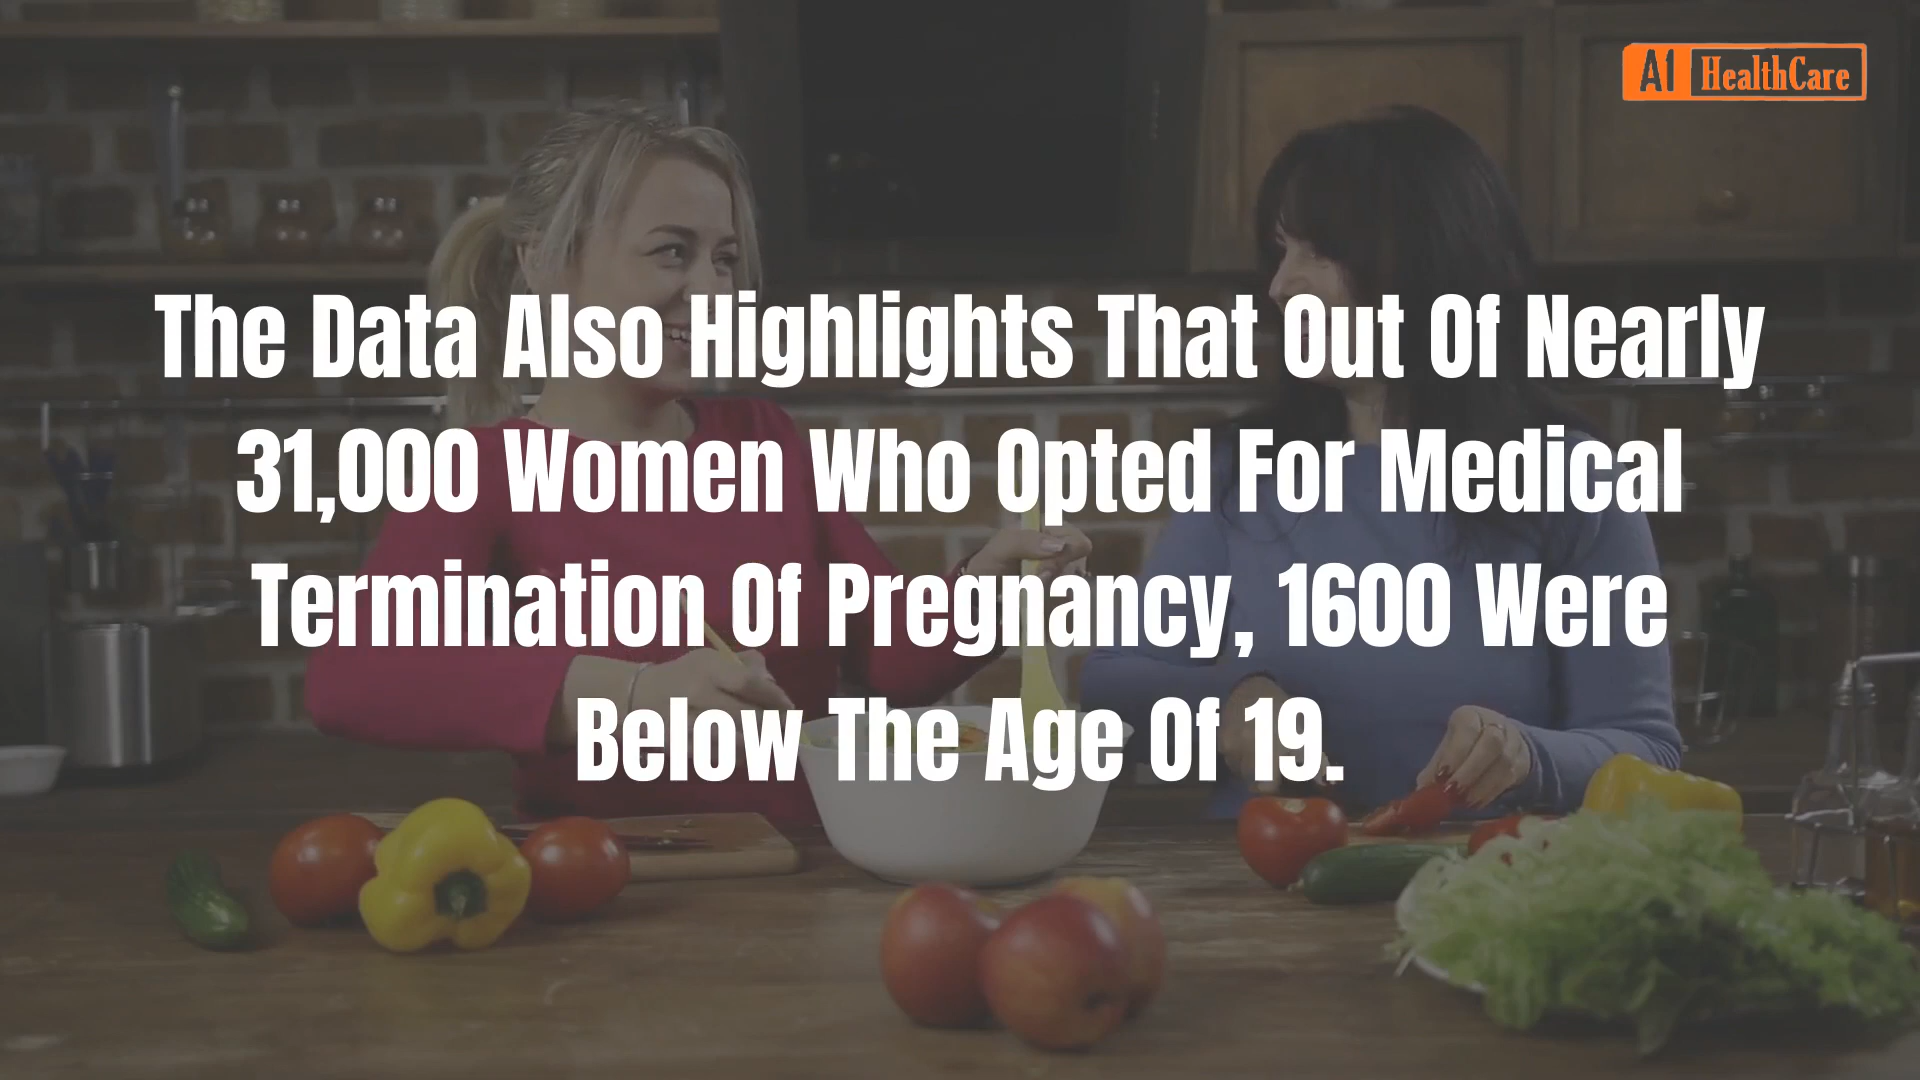 A1 HealthCare
The Data Also Highlights That Out Of Nearly
31,000 Women Who Opted For Medical
Termination Of Pregnancy, 1600 Were
Below The Age Of 19.